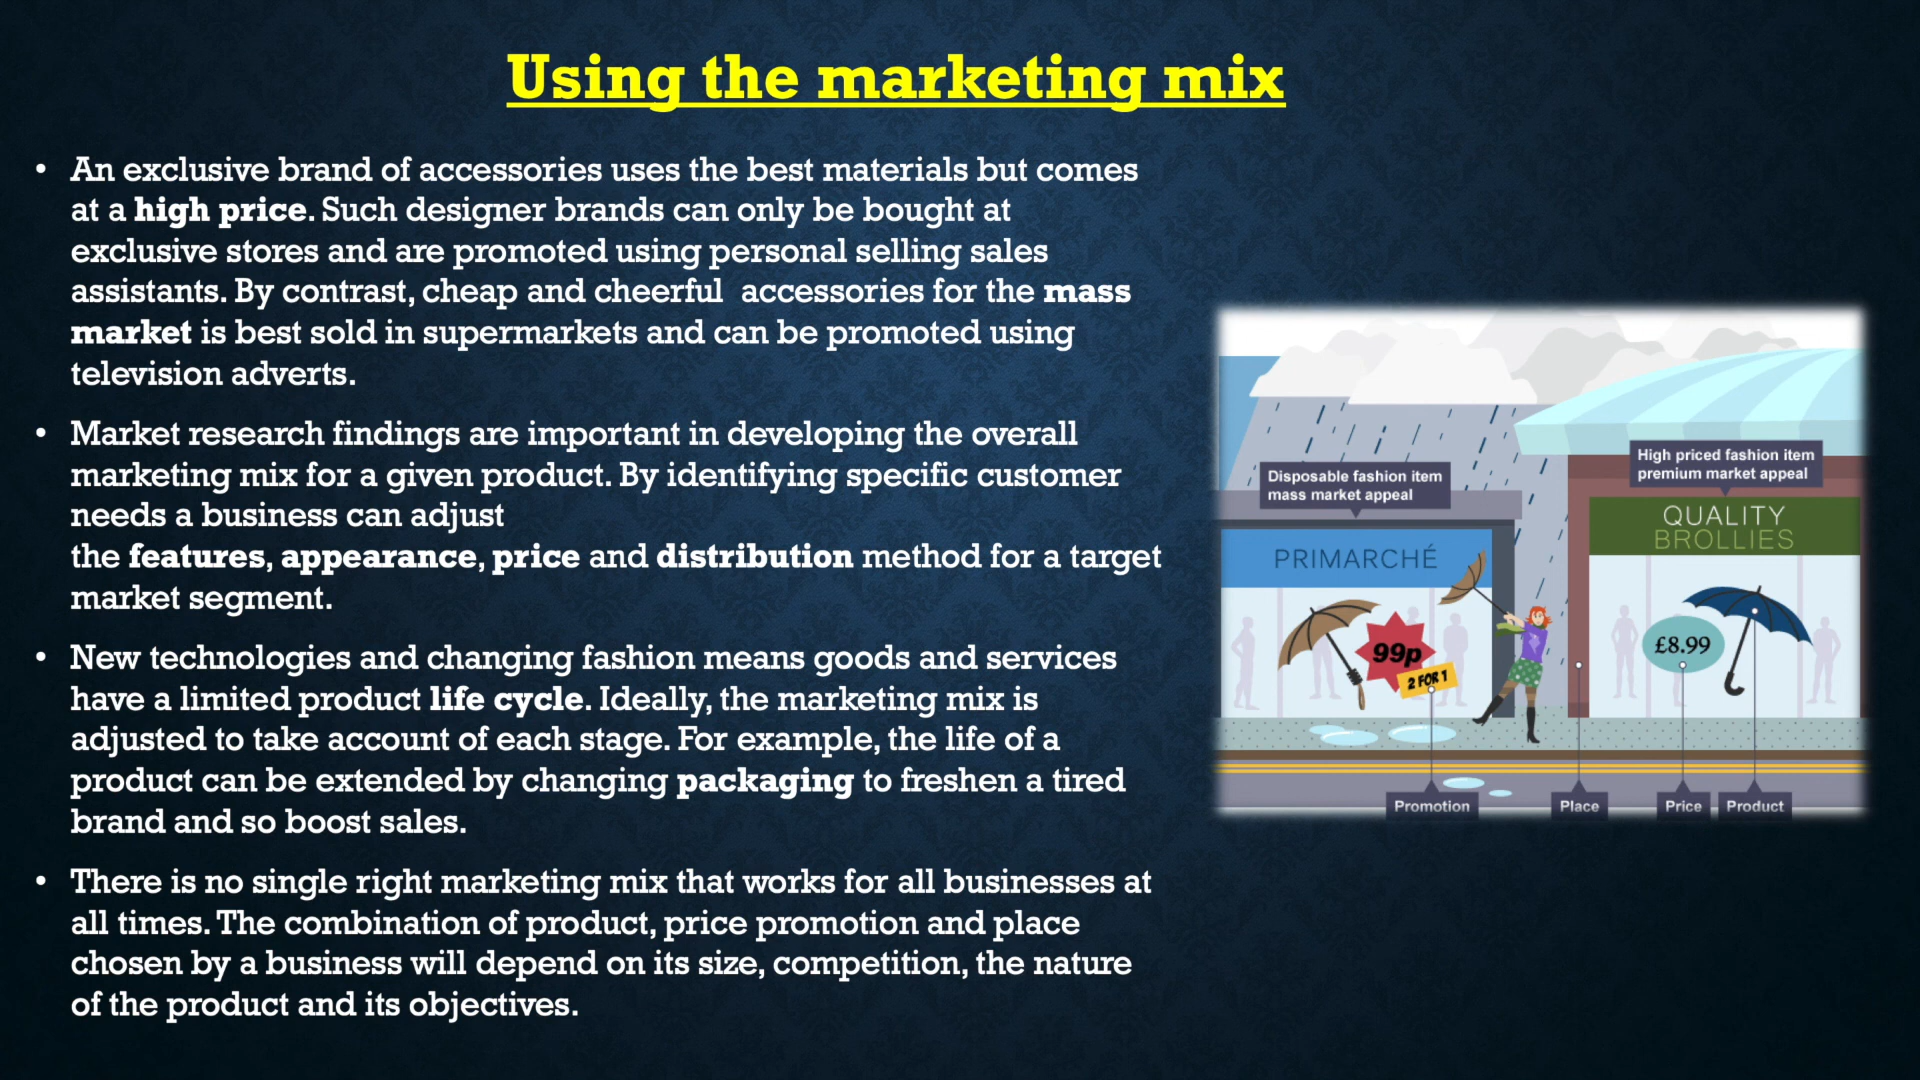 Using the marketing mix
• An exclusive brand of accessories uses the best materials but comes
at a high price. Such designer brands can only be bought at
exclusive stores and are promoted using personal selling sales
assistants. By contrast, cheap and cheerful  accessories for the mass
market is best sold in supermarkets and can be promoted using
television adverts.
• Market research findings are important in developing the overall
marketing mix for a given product. By identifying specific customer
needs a business can adjust
the features, appearance, price and distribution method for a target
market segment.
• New technologies and changing fashion means goods and services
have a limited product life cycle. Ideally, the marketing mix is
adjusted to take account of each stage. For example, the life of a
product can be extended by changing packaging to freshen a tired
brand and so boost sales.
• There is no single right marketing mix that works for all businesses at
all times. The combination of product, price promotion and place
chosen by a business will depend on its size, competition, the nature
of the product and its objectives.
Disposable fashion item
mass market appeal
High priced fashion item
premium market appeal
PRIMARCHÉ
QUALITY
BROLLIES
99p
2 FOR 1
£8.99
Promotion
Place
Price
Product